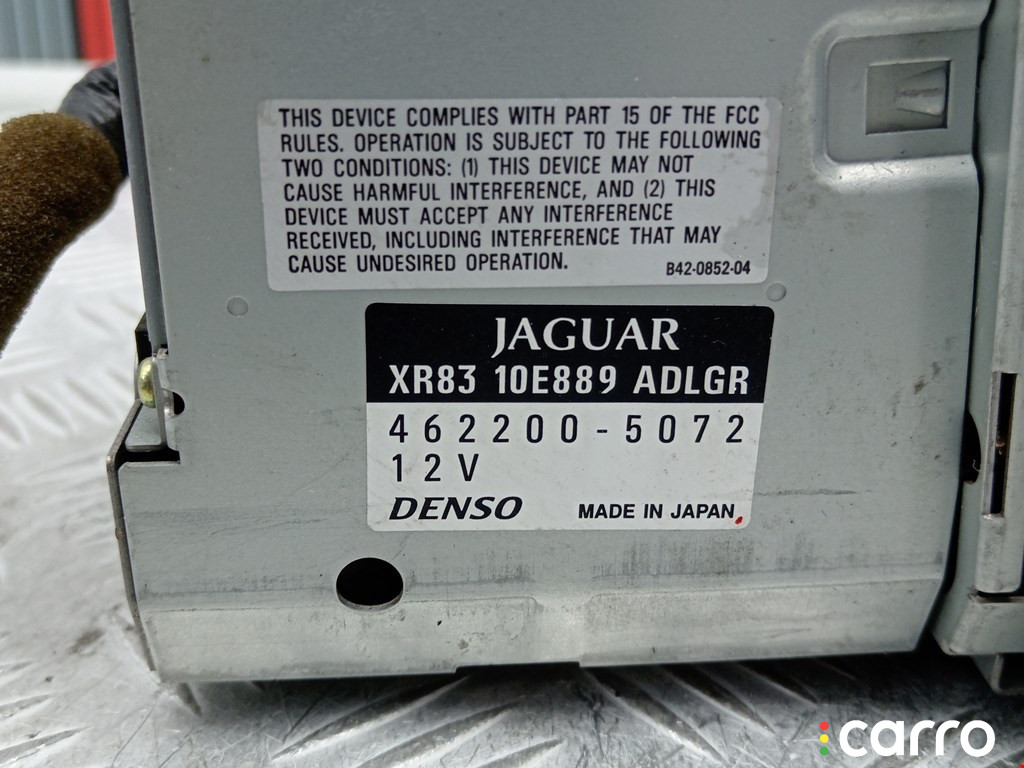 THIS DEVICE COMPLIES WITH PART 15 OF THE FCC
RULES. OPERATION IS SUBJECT TO THE FOLLOWING
TWO CONDITIONS: (1) THIS DEVICE MAY NOT
CAUSE HARMFUL INTERFERENCE, AND (2) THIS
DEVICE MUST ACCEPT ANY INTERFERENCE
RECEIVED, INCLUDING INTERFERENCE THAT MAY
CAUSE UNDESIRED OPERATION.
B42-0852-04
JAGUAR
XR83 10E889 ADLGR
462200-5072
12V
DENSO MADE IN JAPAN
carro